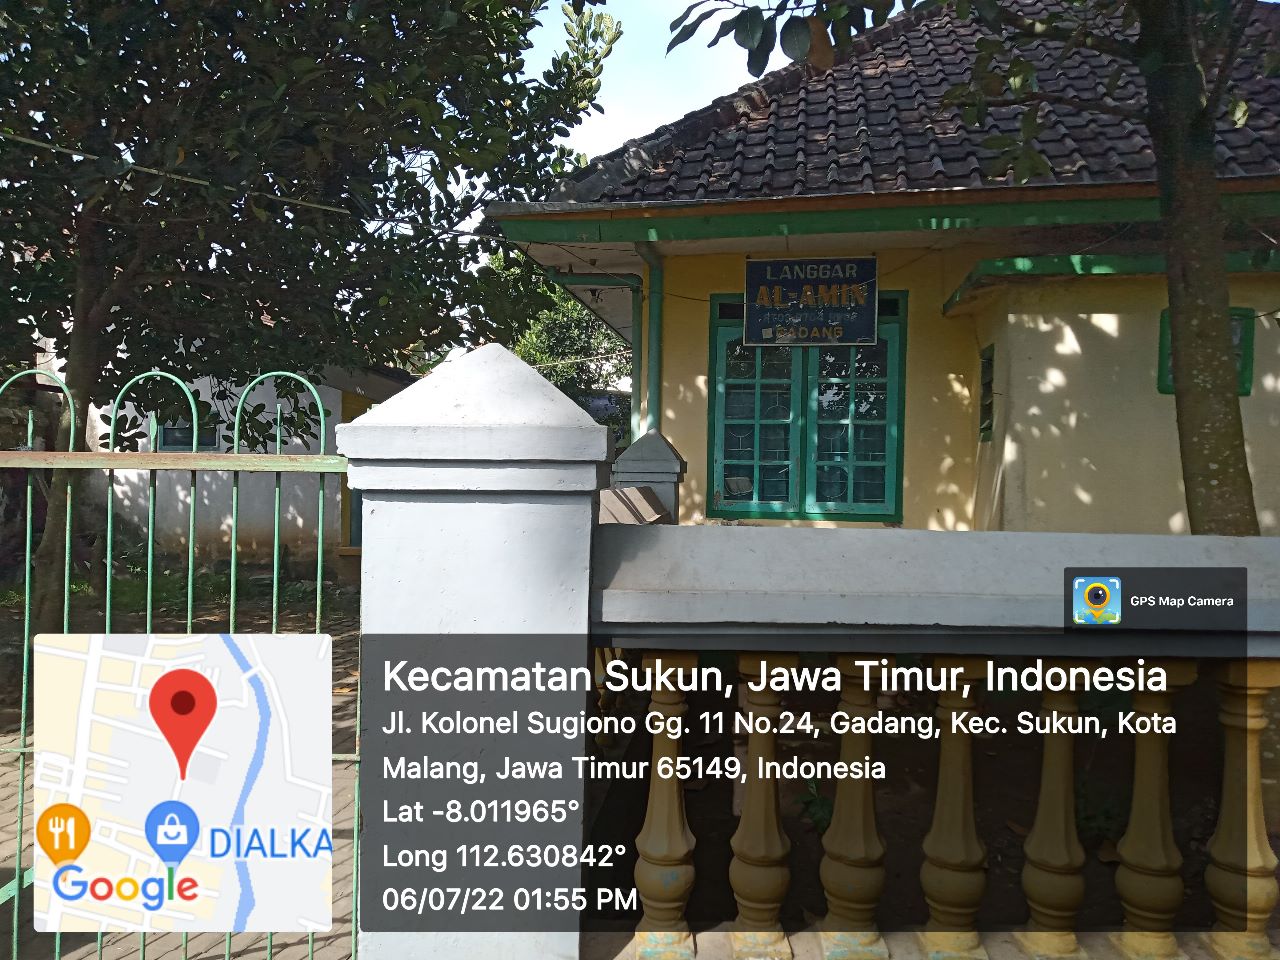 LANGGAR
AL-AMIN
GADANG
GPS Map Camera
Kecamatan Sukun, Jawa Timur, Indonesia
Jl. Kolonel Sugiono Gg. 11 No.24, Gadang, Kec. Sukun, Kota
Malang, Jawa Timur 65149, Indonesia
Lat -8.011965°
Long 112.630842°
06/07/22 01:55 PM
DIALKA
Google